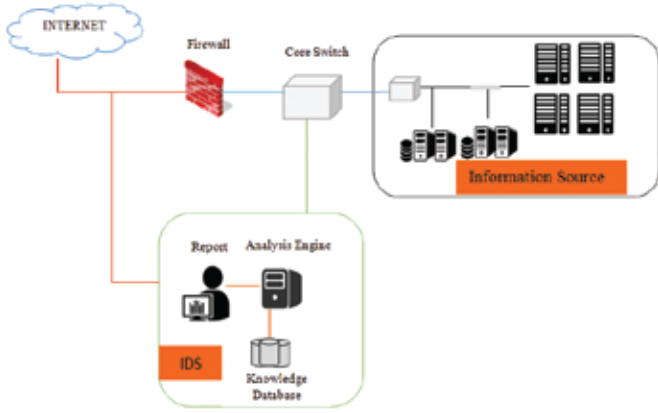 INTERNET
Firewall
Core Switch
Information Source
Report
Analysis Engine
IDS
Knowledge
Database